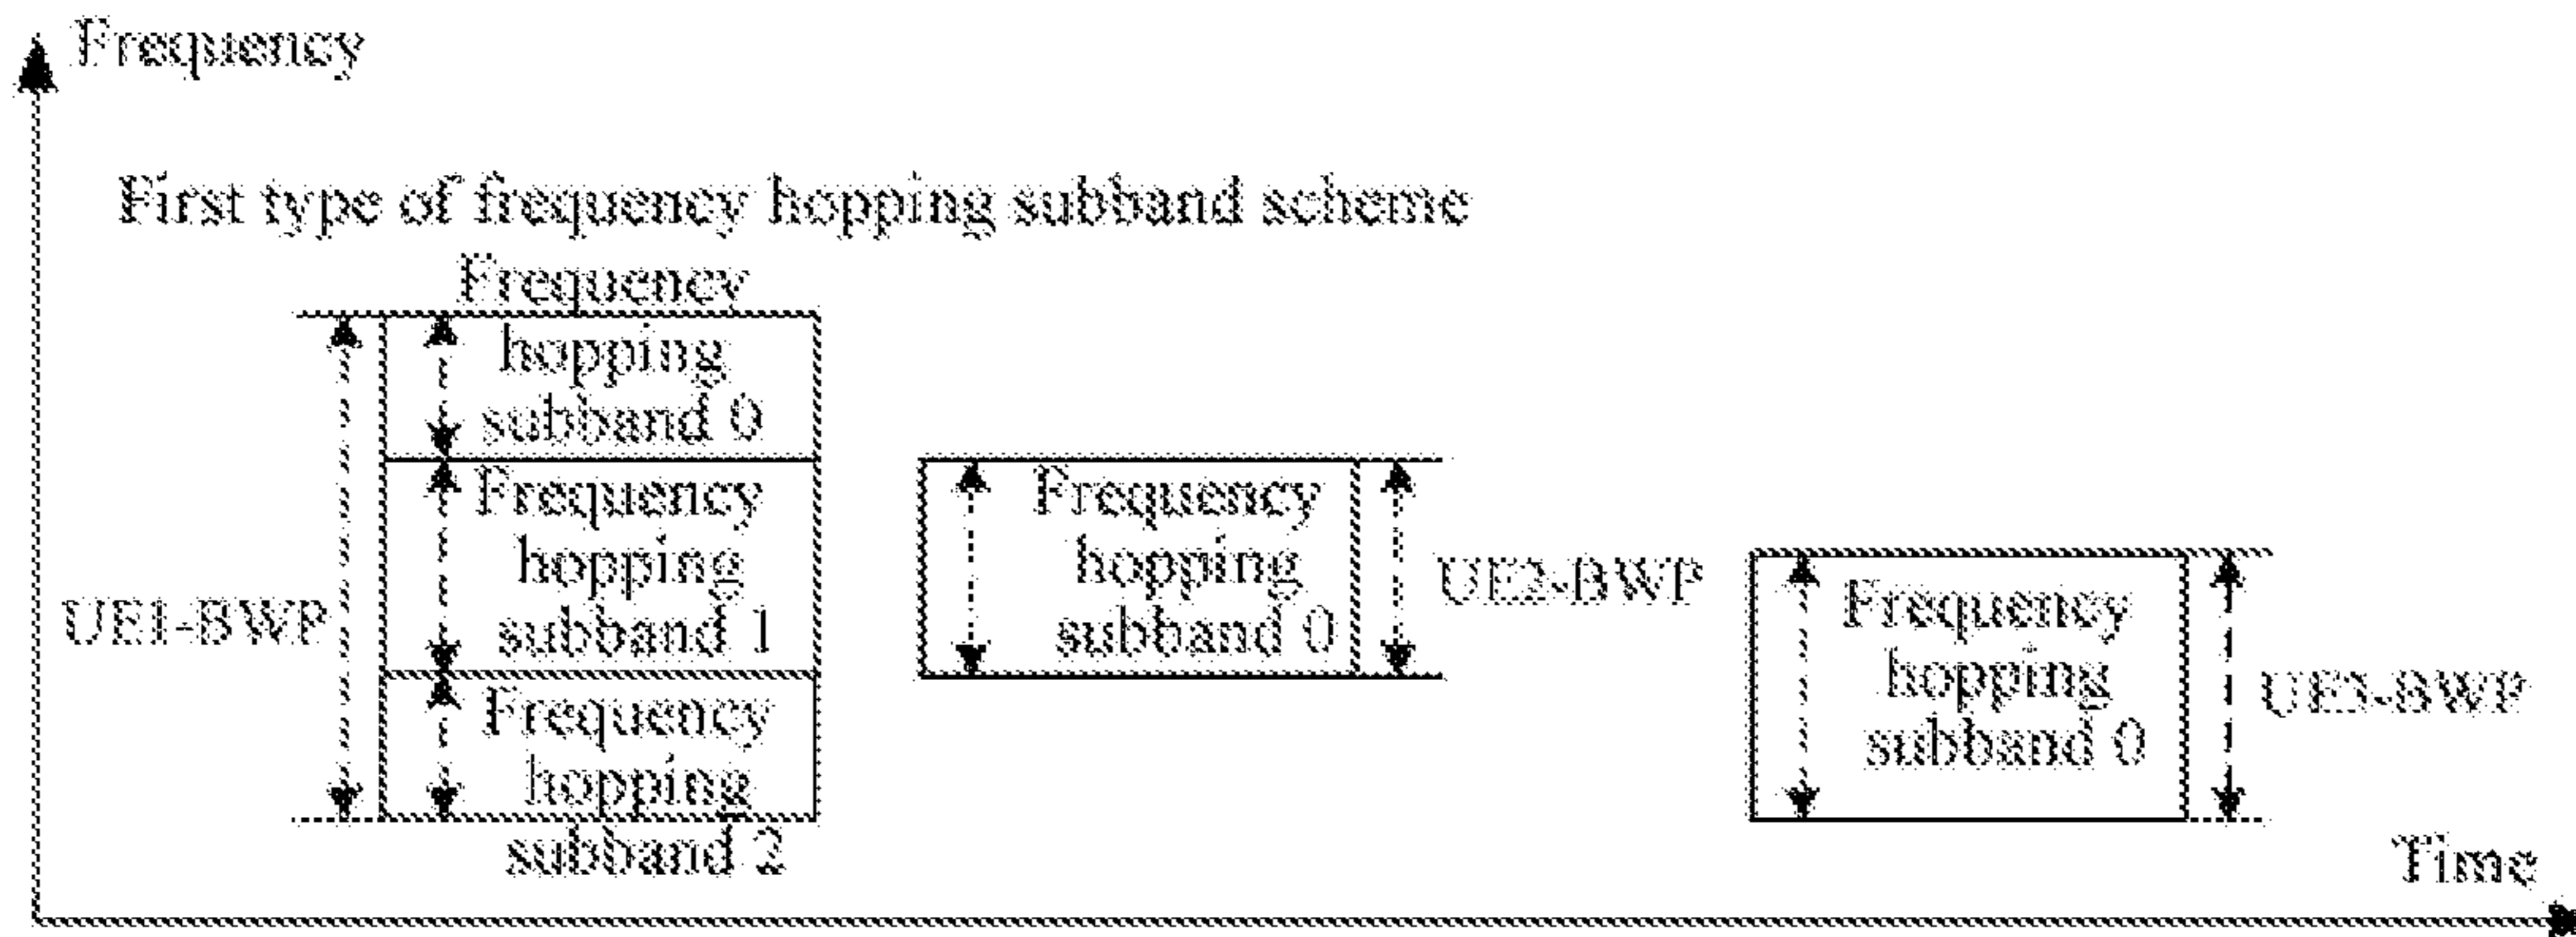 Frequency
First type of frequency hopping subband scheme
Frequency
hopping
subband 0
Frequency
hopping
subband 1
Frequency
hopping
subband 2
UE1-BWP
Frequency
hopping
subband 0
UE2-BWP
Frequency
hopping
subband 0
UE3-BWP
Time